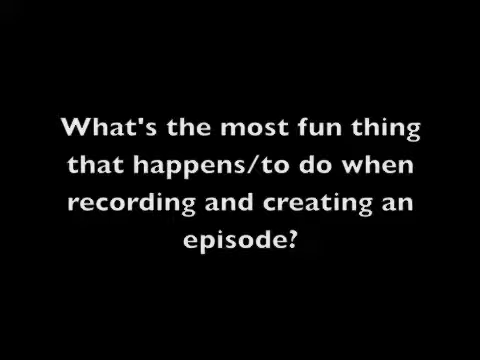 What's the most fun thing
that happens/to do when
recording and creating an
episode?